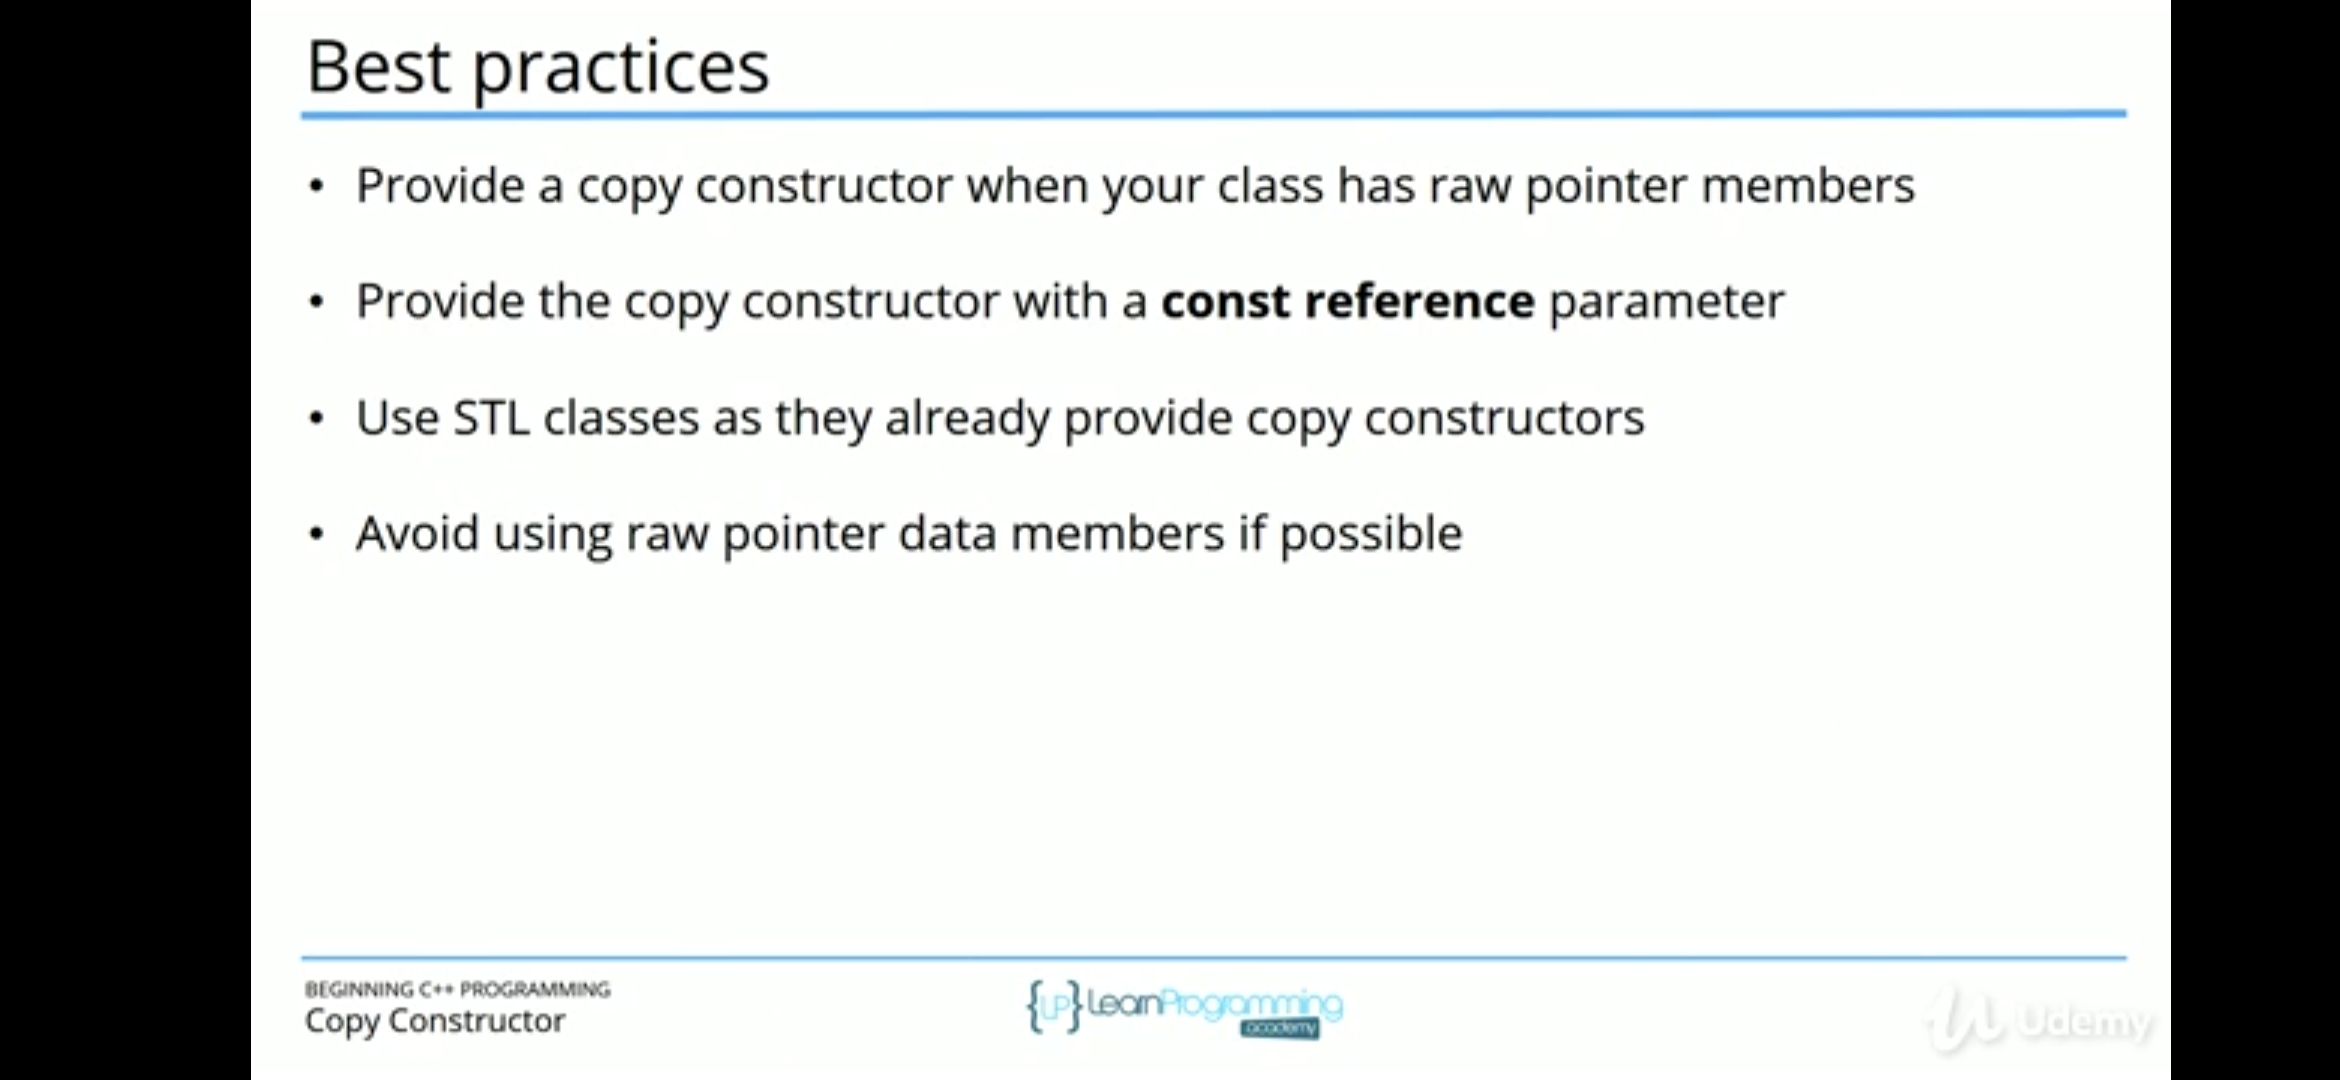 Best practices
• Provide a copy constructor when your class has raw pointer members
• Provide the copy constructor with a const reference parameter
• Use STL classes as they already provide copy constructors
• Avoid using raw pointer data members if possible
BEGINNING C++ PROGRAMMING
Copy Constructor
{LP} LearnProgramming
academy
Udemy